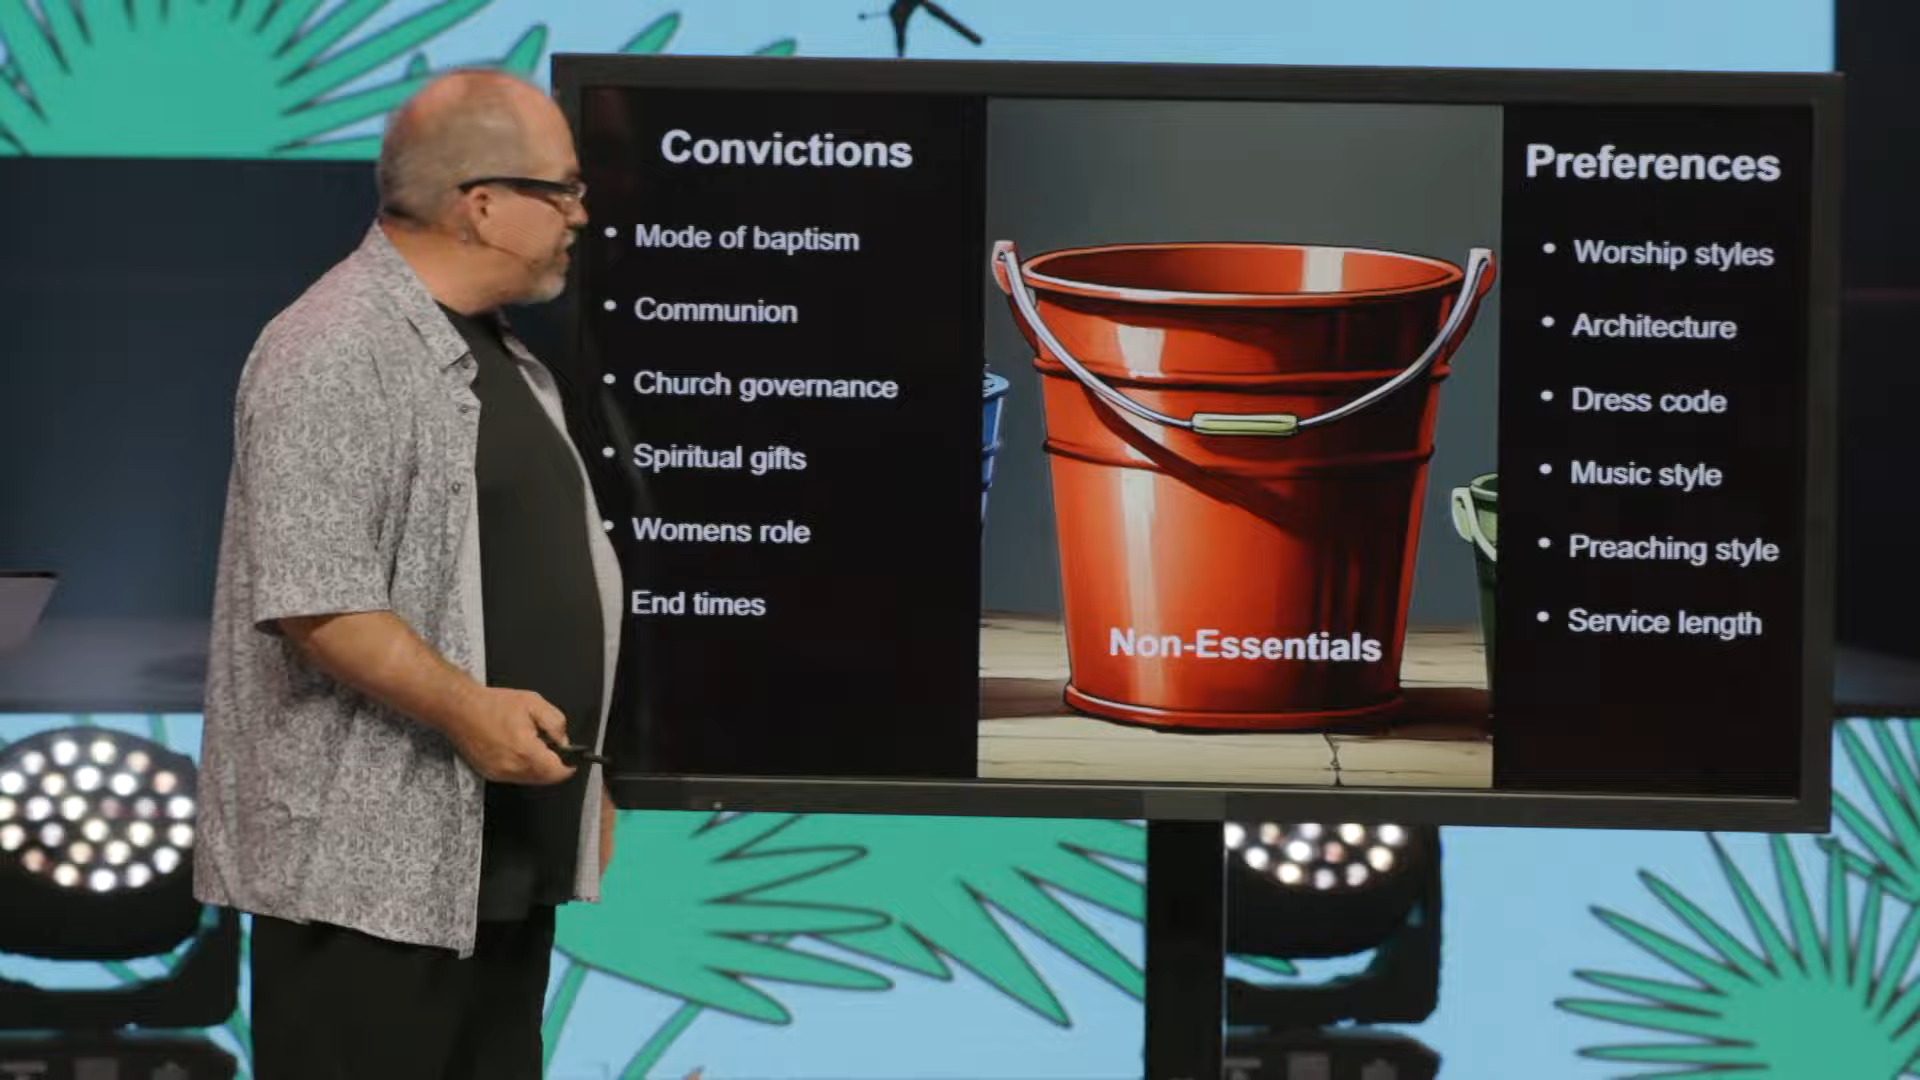 Convictions
• Mode of baptism
• Communion
• Church governance
• Spiritual gifts
• Womens role
End times
Non-Essentials
Preferences
• Worship styles
• Architecture
• Dress code
• Music style
• Preaching style
• Service length